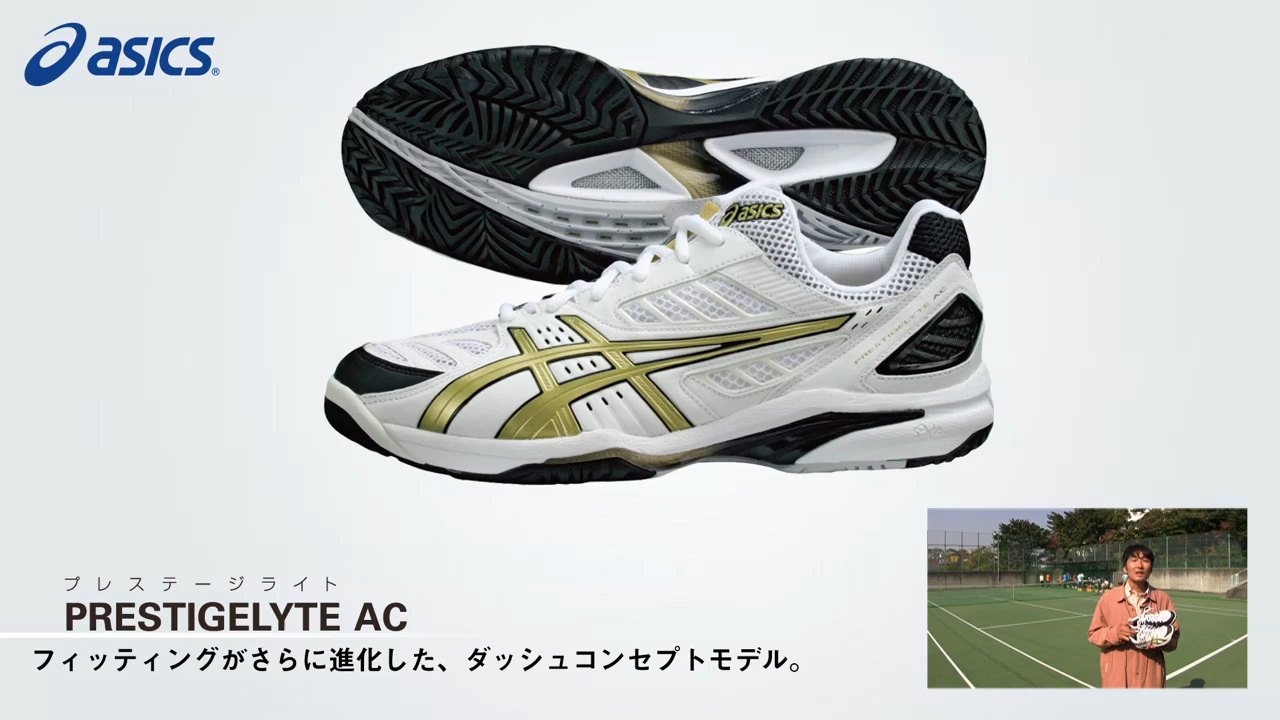 asics®
asics
PRESTIGELYTE AC
プレステージライト
PRESTIGELYTE AC
フィッティングがさらに進化した、ダッシュコンセプトモデル。